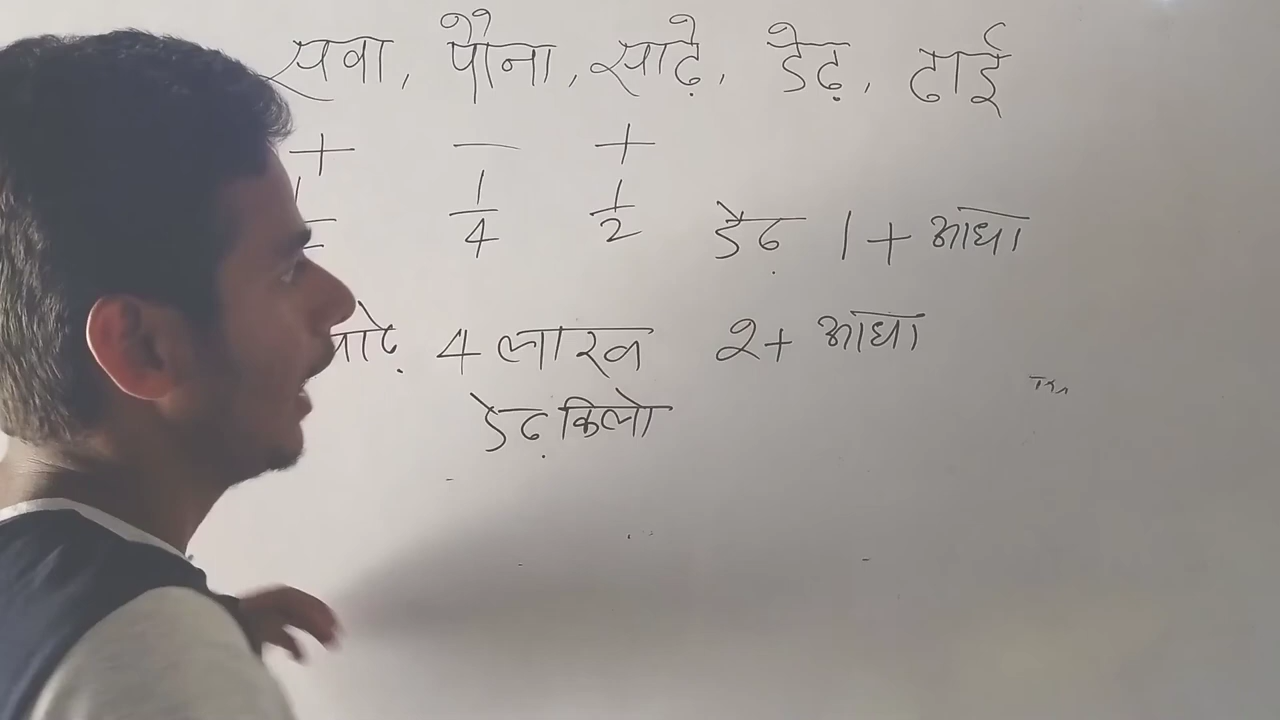 सवा, पौना, साढ़े, डेढ़, ढाई
+ — +
1/4 1/2 डेढ़ 1 + आधा
4 लाख 2 + आधा
डेढ़ किलो